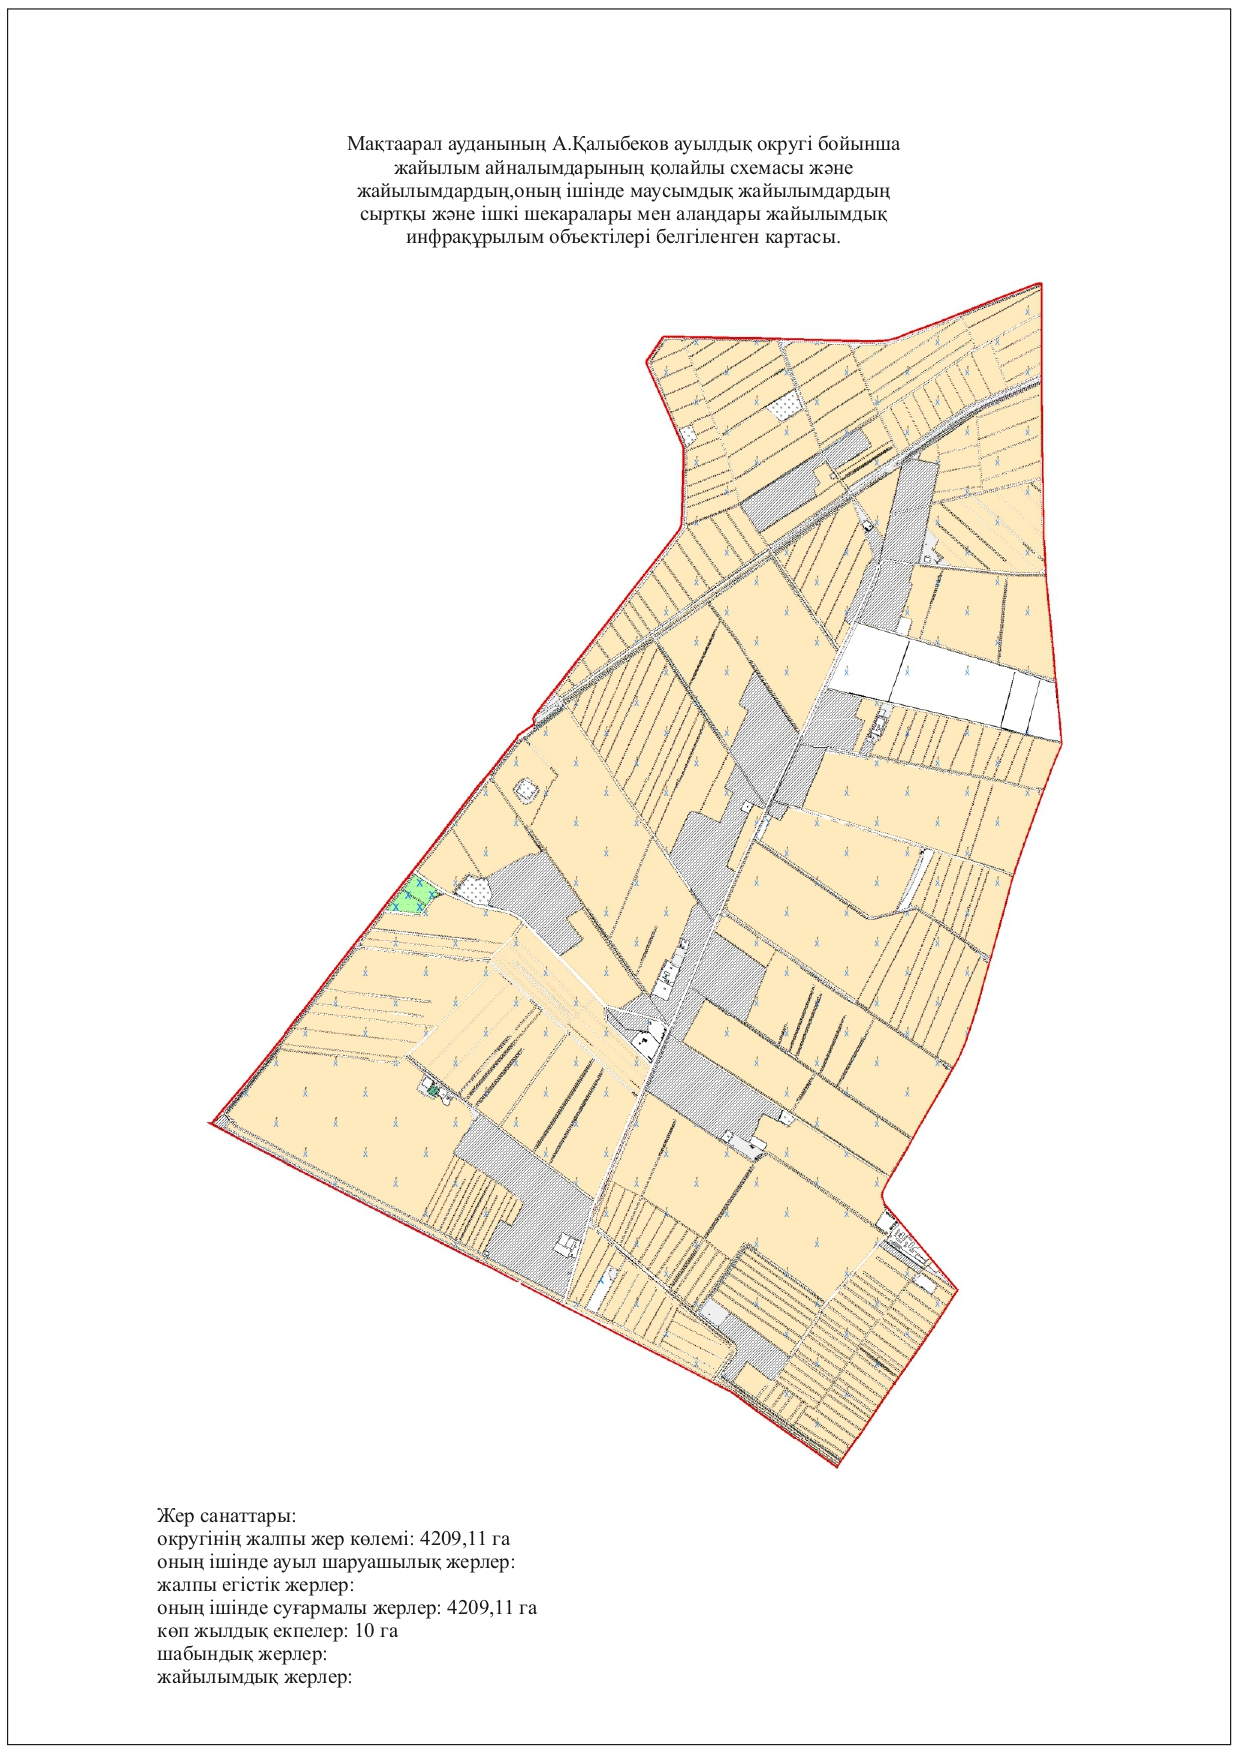 Мақтаарал ауданының А.Қалыбеков ауылдық округі бойынша
жайылым айналымдарының қолайлы схемасы және
жайылымдардың,оның ішінде маусымдық жайылымдардың
сыртқы және ішкі шекаралары мен алаңдары жайылымдық
инфрақұрылым объектілері белгіленген картасы.
Жер санаттары:
округінің жалпы жер көлемі: 4209,11 га
оның ішінде ауыл шаруашылық жерлер:
жалпы егістік жерлер:
оның ішінде суғармалы жерлер: 4209,11 га
көп жылдық екпелер: 10 га
шабындық жерлер:
жайылымдық жерлер: